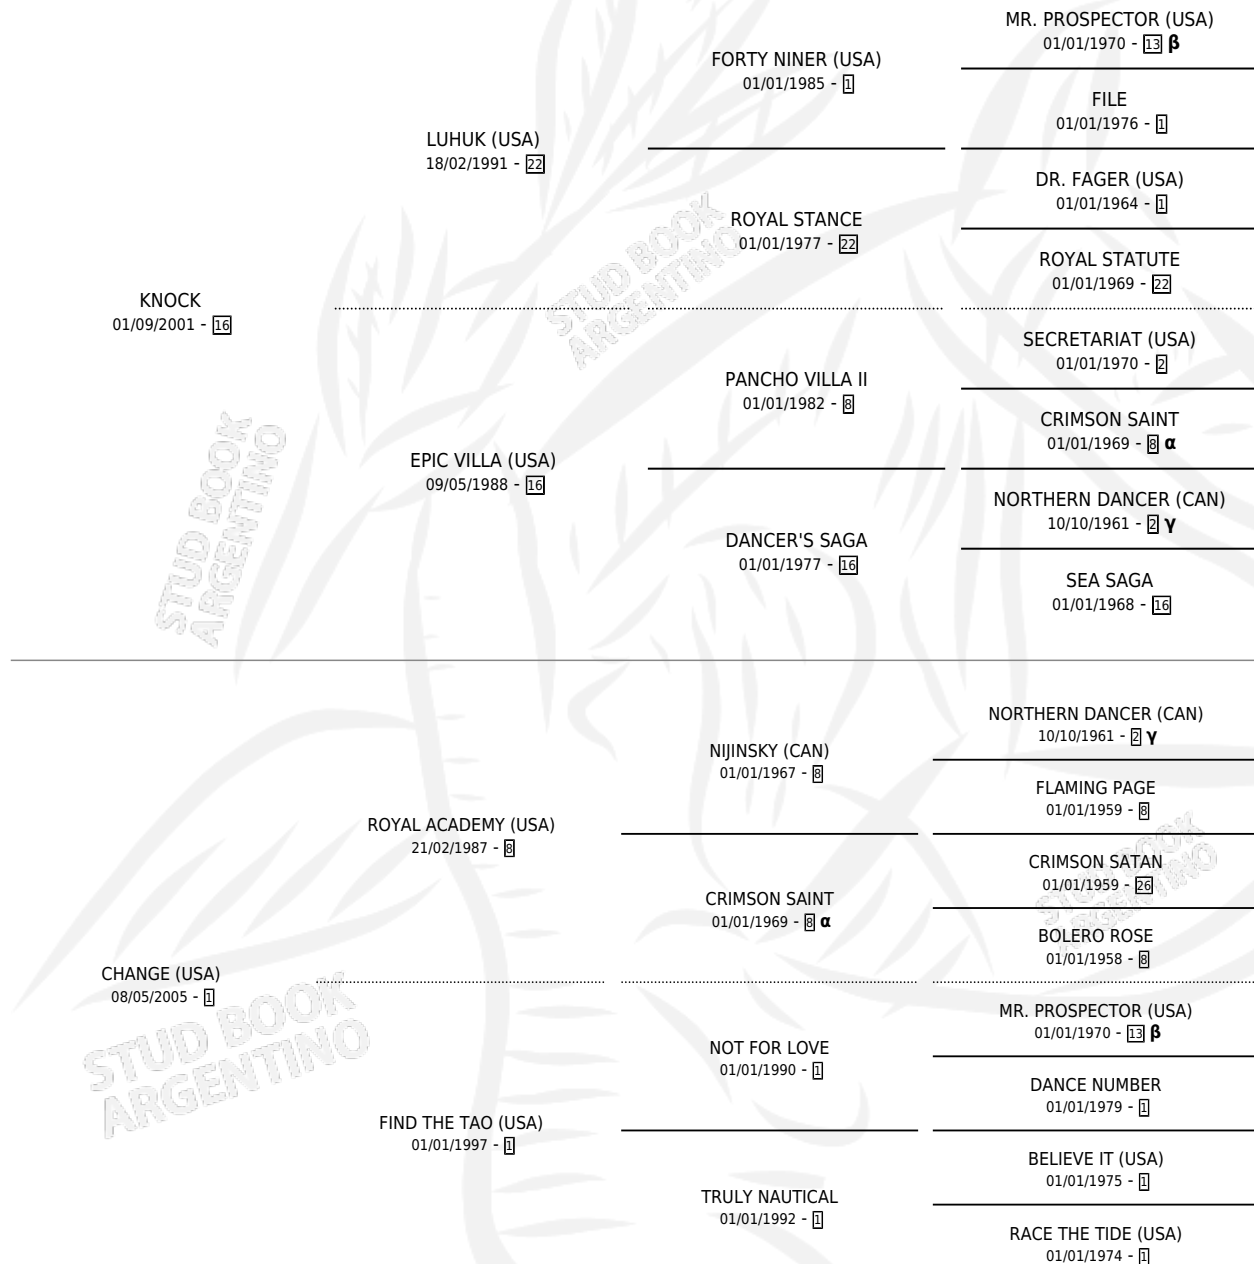 MR. PROSPECTOR (USA)
01/01/1970 - 13 β
FORTY NINER (USA)
01/01/1985 - 1
FILE
01/01/1976 - 1
LUHUK (USA)
18/02/1991 - 22
DR. FAGER (USA)
01/01/1964 - 1
ROYAL STANCE
01/01/1977 - 22
ROYAL STATUTE
01/01/1969 - 22
KNOCK
01/09/2001 - 16
SECRETARIAT (USA)
01/01/1970 - 2
PANCHO VILLA II
01/01/1982 - 8
CRIMSON SAINT
01/01/1969 - 8 α
EPIC VILLA (USA)
09/05/1988 - 16
NORTHERN DANCER (CAN)
10/10/1961 - 2 γ
DANCER'S SAGA
01/01/1977 - 16
SEA SAGA
01/01/1968 - 16
NORTHERN DANCER (CAN)
10/10/1961 - 2 γ
NIJINSKY (CAN)
01/01/1967 - 8
FLAMING PAGE
01/01/1959 - 8
ROYAL ACADEMY (USA)
21/02/1987 - 8
CRIMSON SATAN
01/01/1959 - 26
CRIMSON SAINT
01/01/1969 - 8 α
BOLERO ROSE
01/01/1958 - 8
CHANGE (USA)
08/05/2005 - 1
MR. PROSPECTOR (USA)
01/01/1970 - 13 β
NOT FOR LOVE
01/01/1990 - 1
DANCE NUMBER
01/01/1979 - 1
FIND THE TAO (USA)
01/01/1997 - 1
BELIEVE IT (USA)
01/01/1975 - 1
TRULY NAUTICAL
01/01/1992 - 1
RACE THE TIDE (USA)
01/01/1974 - 1
STUD BOOK
ARGENTINO
STUD BOOK
ARGENTINO
STUD BOOK
ARGENTINO
STUD BOOK
ARGENTINO